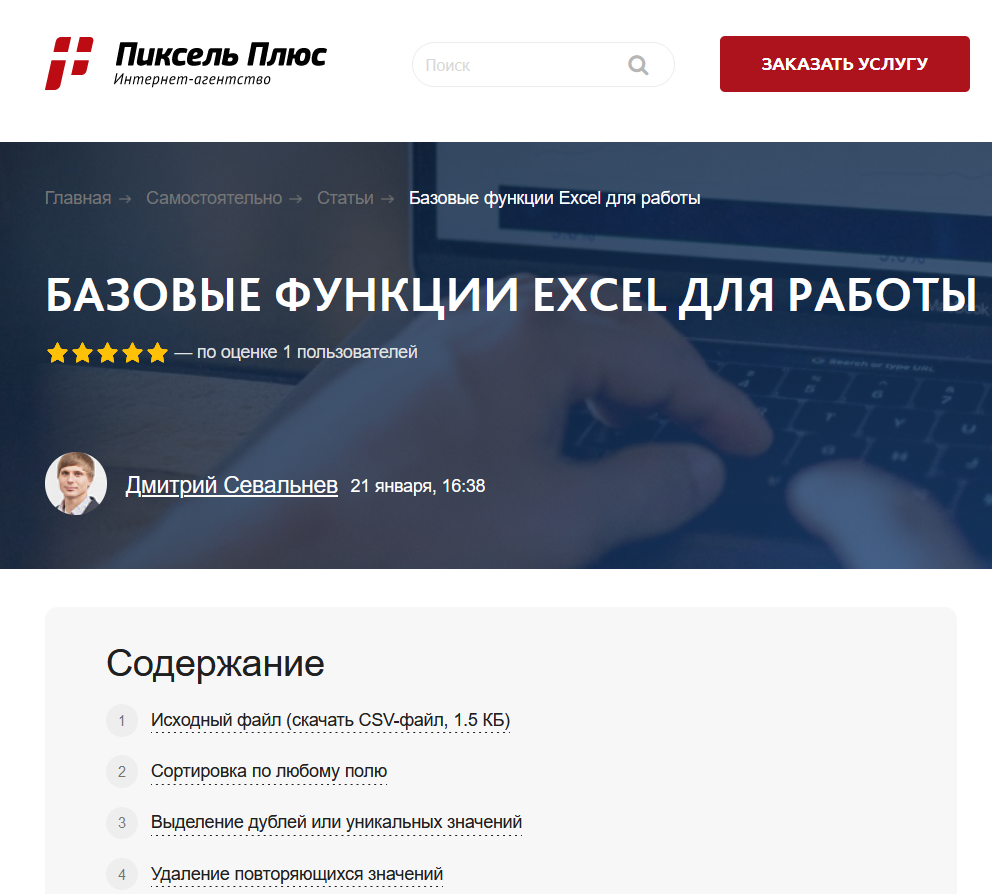 Пиксель Плюс
Интернет-агентство
Поиск
ЗАКАЗАТЬ УСЛУГУ
Главная → Самостоятельно → Статьи → Базовые функции Excel для работы
БАЗОВЫЕ ФУНКЦИИ EXCEL ДЛЯ РАБОТЫ
— по оценке 1 пользователей
Дмитрий Севальнев 21 января, 16:38
Содержание
1 Исходный файл (скачать CSV-файл, 1.5 КБ)
2 Сортировка по любому полю
3 Выделение дублей или уникальных значений
4 Удаление повторяющихся значений